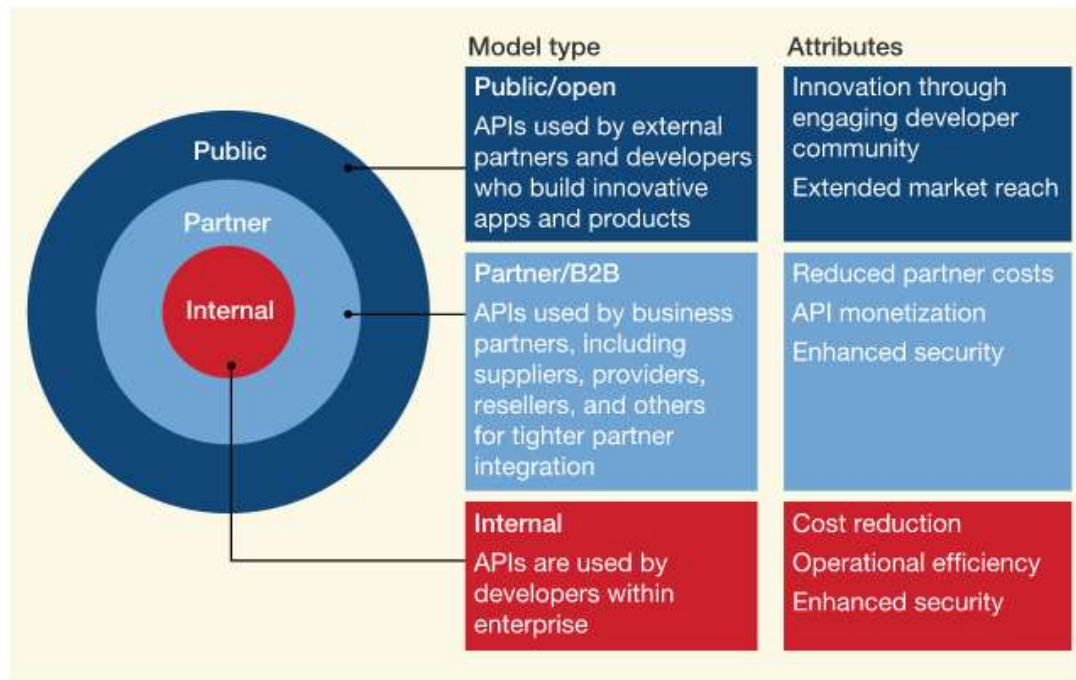 Public
Partner
Internal
Model type
Public/open
APIs used by external
partners and developers
who build innovative
apps and products
Partner/B2B
APIs used by business
partners, including
suppliers, providers,
resellers, and others
for tighter partner
integration
Internal
APIs are used by
developers within
enterprise
Attributes
Innovation through
engaging developer
community
Extended market reach
Reduced partner costs
API monetization
Enhanced security
Cost reduction
Operational efficiency
Enhanced security